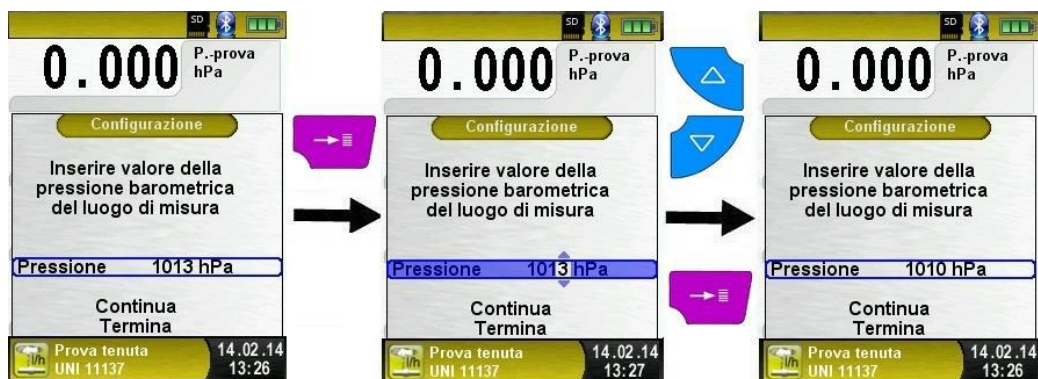 SD
0.000 P.-prova
hPa
Configurazione
Inserire valore della
pressione barometrica
del luogo di misura
Pressione 1013 hPa
Continua
Termina
l/h Prova tenuta 14.02.14
UNI 11137 13:26
SD
0.000 P.-prova
hPa
Configurazione
Inserire valore della
pressione barometrica
del luogo di misura
Pressione 1013 hPa
Continua
Termina
l/h Prova tenuta 14.02.14
UNI 11137 13:27
SD
0.000 P.-prova
hPa
Configurazione
Inserire valore della
pressione barometrica
del luogo di misura
Pressione 1010 hPa
Continua
Termina
l/h Prova tenuta 14.02.14
UNI 11137 13:26